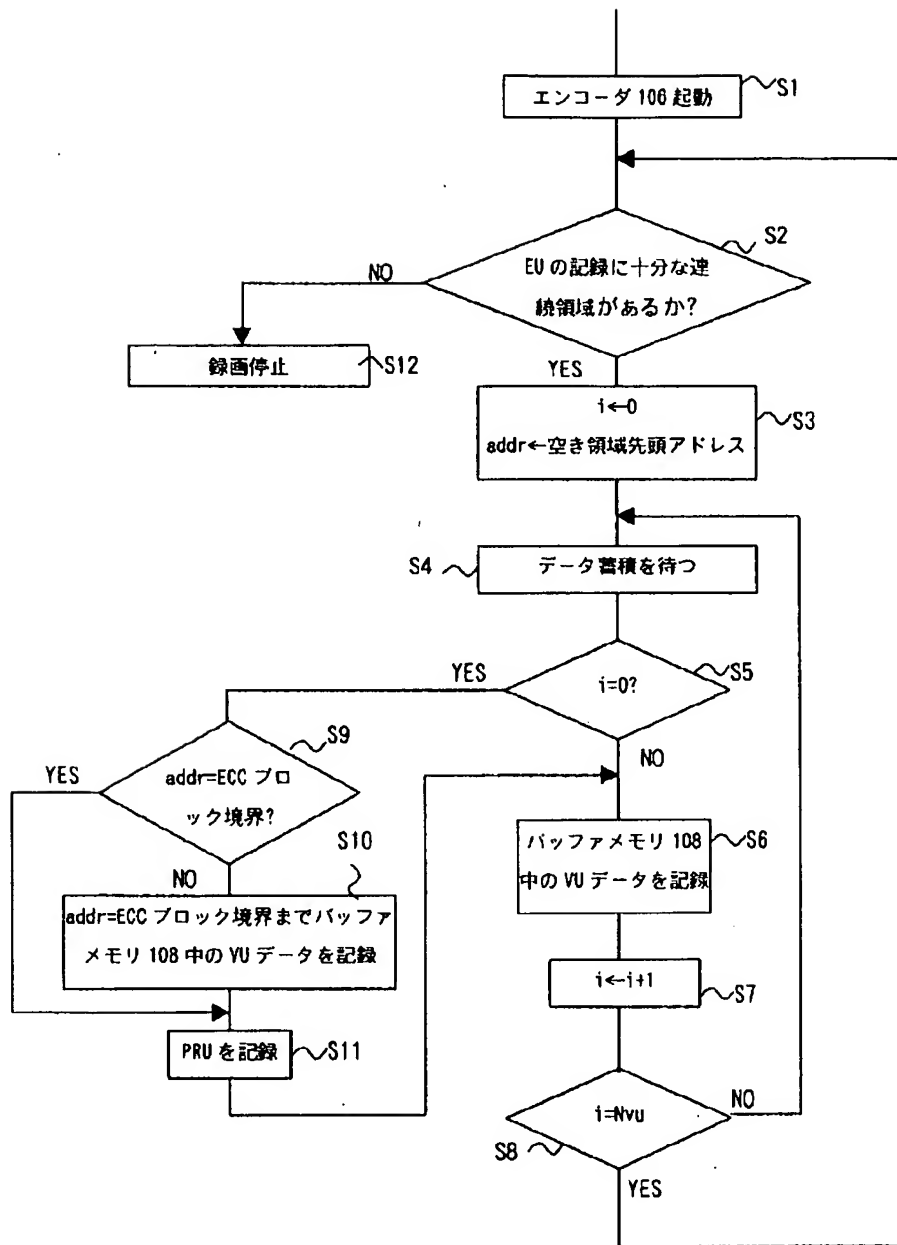 エンコーダ 106 起動
S1
S2
EU の記録に十分な連
続領域があるか?
NO
録画停止
S12
YES
i←0
addr←空き領域先頭アドレス
S3
S4
データ蓄積を待つ
YES
i=0?
S5
NO
S9
YES
addr=ECC ブロ
ック境界?
NO
S10
addr=ECC ブロック境界までバッファ
メモリ 108 中の VU データを記録
バッファメモリ 108
中の VU データを記録
S6
i←i+1
S7
PRU を記録
S11
i=Nvu
NO
S8
YES